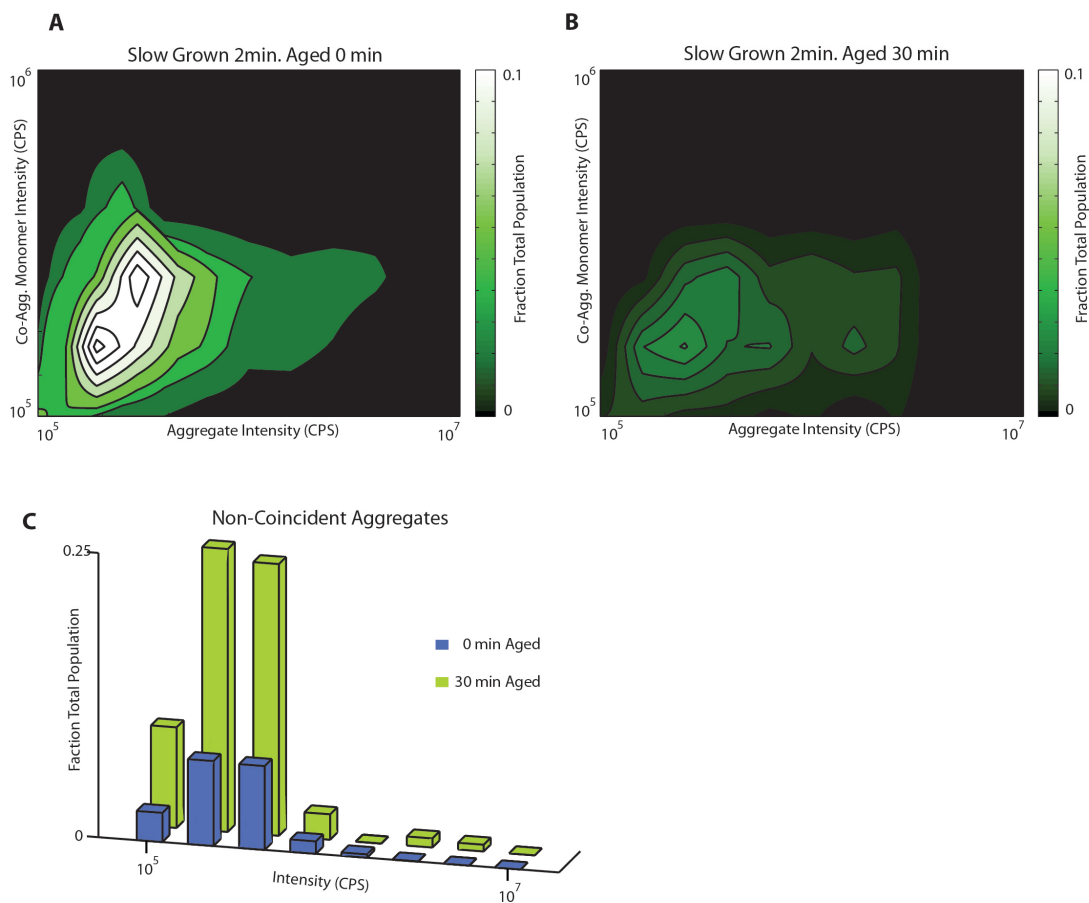 A
Slow Grown 2min. Aged 0 min
10^6
Co-Agg. Monomer Intensity (CPS)
10^5
10^5
Aggregate Intensity (CPS)
10^7
0.1
Fraction Total Population
0
B
Slow Grown 2min. Aged 30 min
10^6
Co-Agg. Monomer Intensity (CPS)
10^5
10^5
Aggregate Intensity (CPS)
10^7
0.1
Fraction Total Population
0
C
Non-Coincident Aggregates
0.25
Faction Total Population
0
10^5
Intensity (CPS)
10^7
0 min Aged
30 min Aged